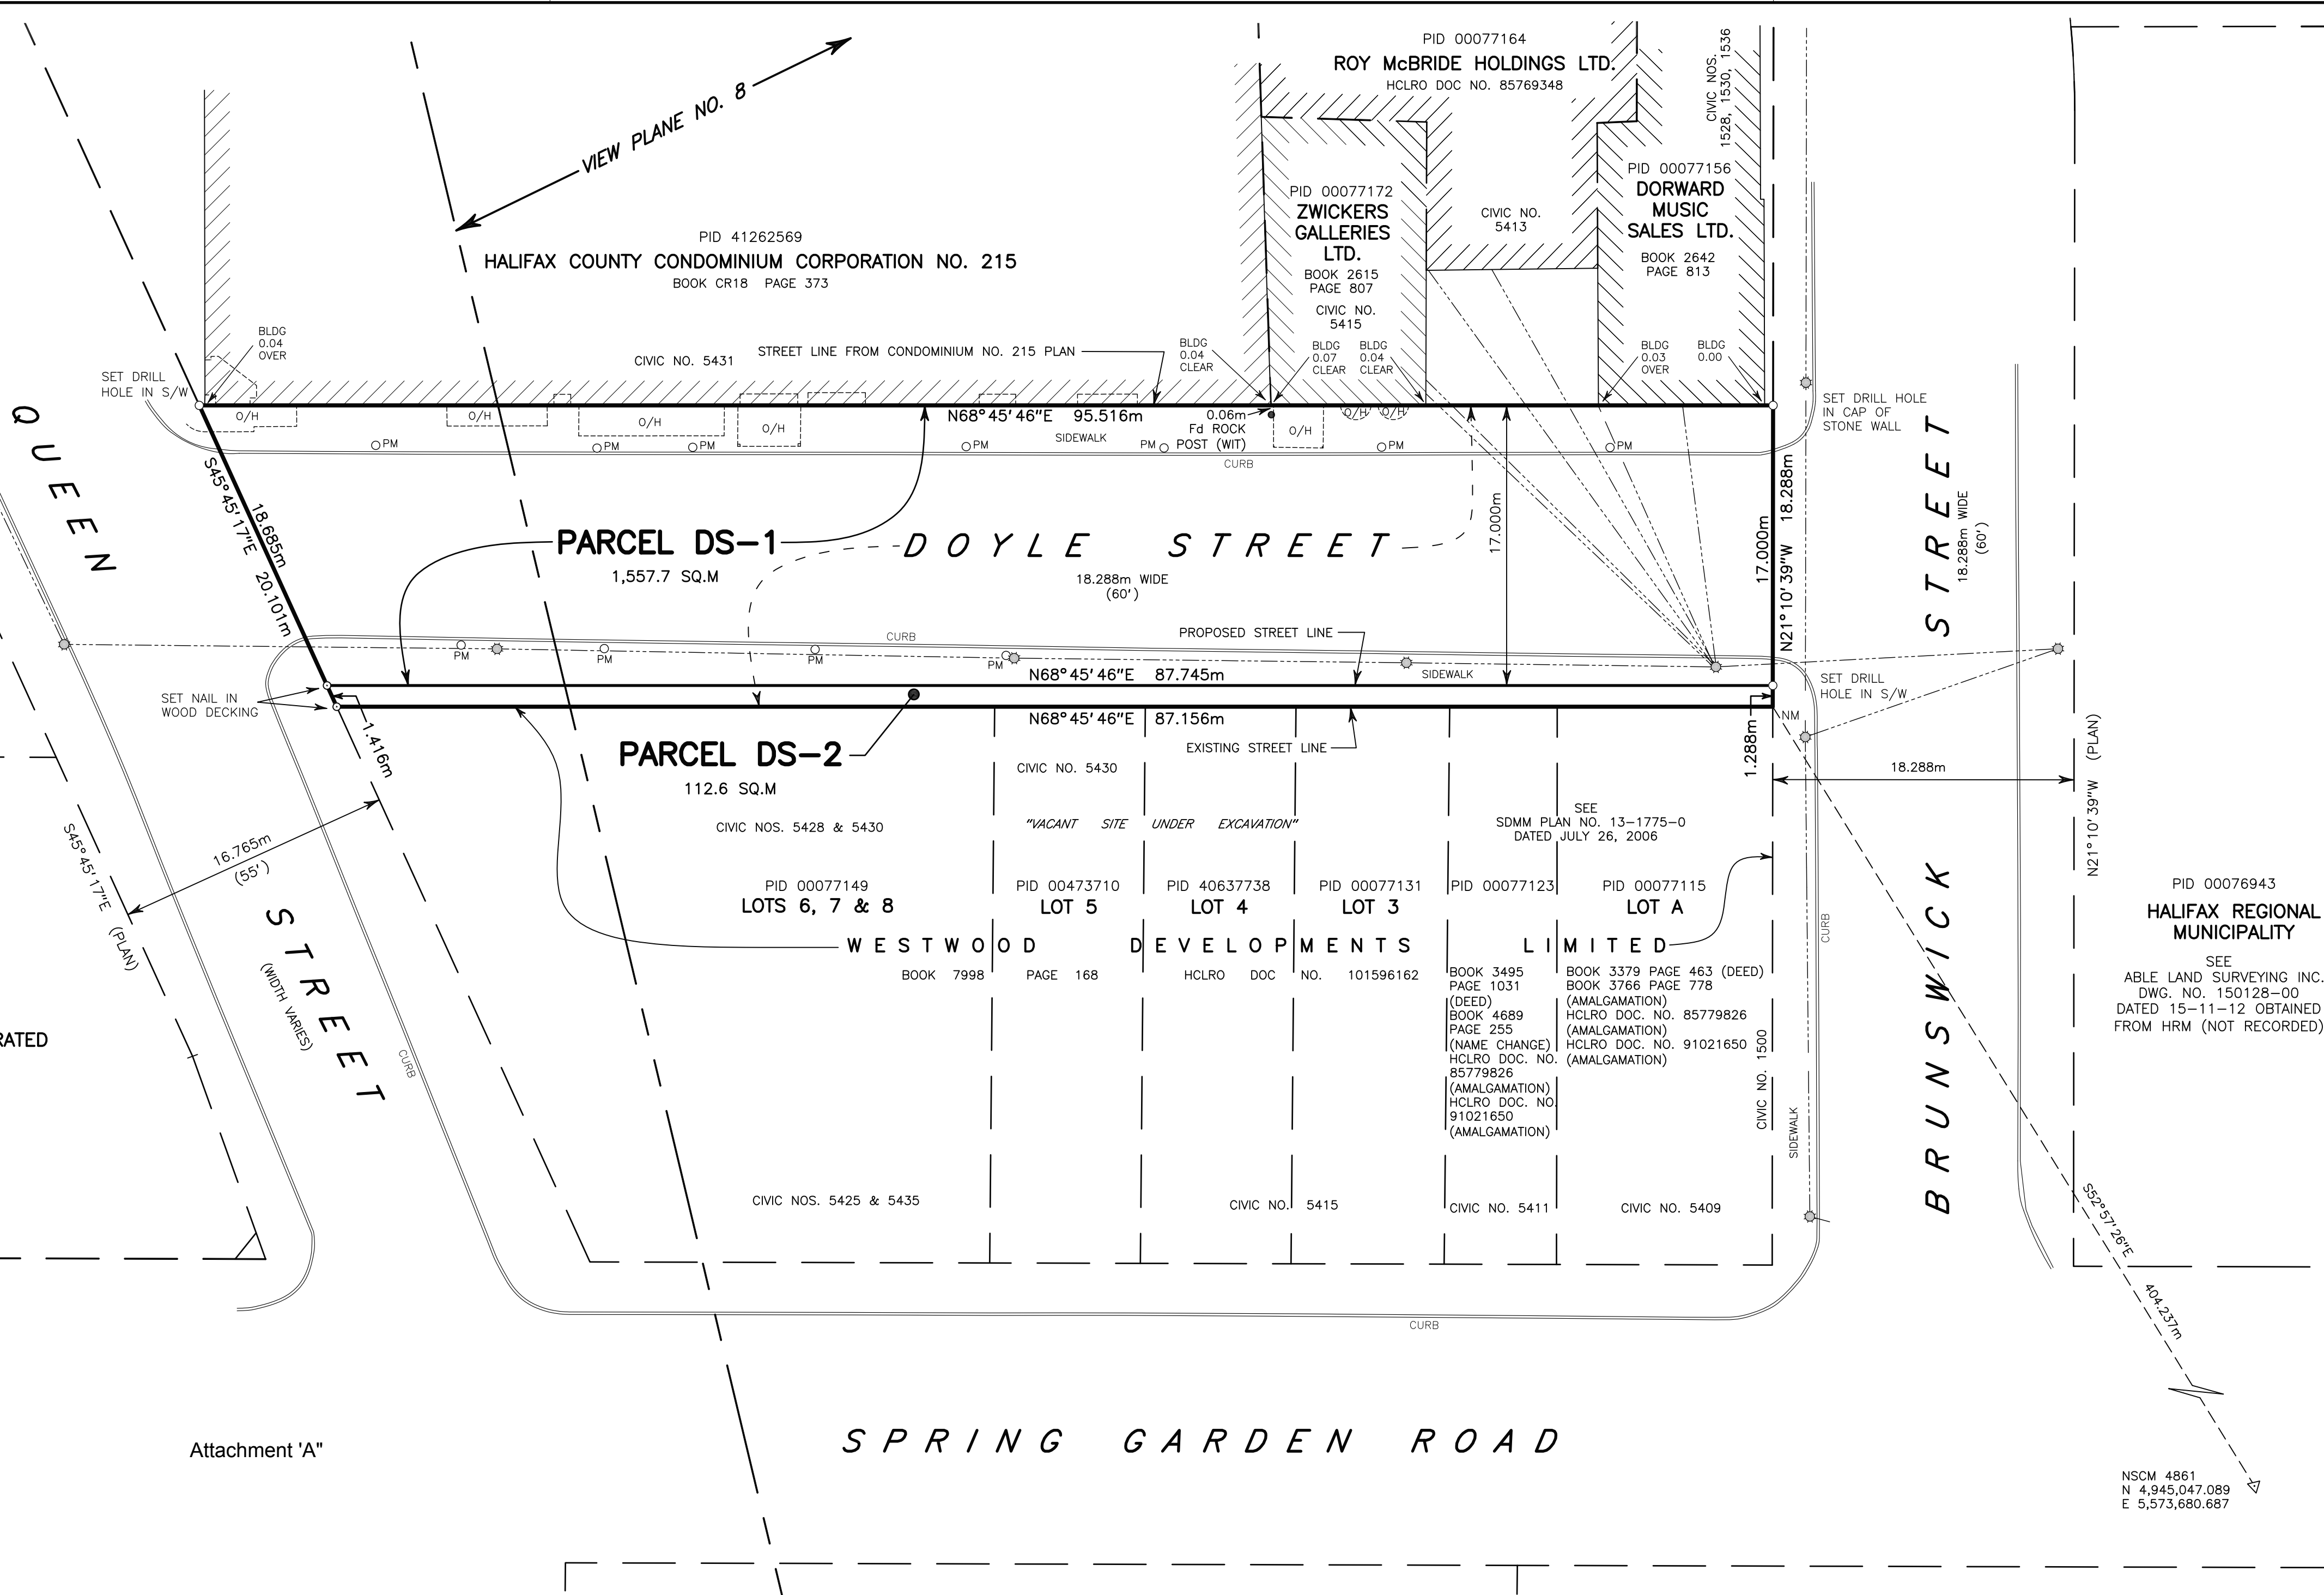 VIEW PLANE NO. 8
PID 00077164
ROY McBRIDE HOLDINGS LTD.
HCLRO DOC NO. 85769348
CIVIC NOS.
1528, 1530, 1536
PID 00077172
ZWICKERS
GALLERIES
LTD.
BOOK 2615
PAGE 807
CIVIC NO.
5415
CIVIC NO.
5413
PID 00077156
DORWARD
MUSIC
SALES LTD.
BOOK 2642
PAGE 813
PID 41262569
HALIFAX COUNTY CONDOMINIUM CORPORATION NO. 215
BOOK CR18 PAGE 373
BLDG
0.04
OVER
CIVIC NO. 5431
STREET LINE FROM CONDOMINIUM NO. 215 PLAN
BLDG
0.04
CLEAR
BLDG
0.07
CLEAR
BLDG
0.04
CLEAR
BLDG
0.03
OVER
BLDG
0.00
SET DRILL
HOLE IN S/W
O/H
O/H
O/H
O/H
N68°45'46"E 95.516m
0.06m
Fd ROCK
POST (WIT)
O/H
O/H
O/H
SIDEWALK
PM
PM
PM
PM
PM
PM
PM
CURB
SET DRILL HOLE
IN CAP OF
STONE WALL
QUEEN
STREET
(WIDTH VARIES)
S45°45'17"E 20.101m
18.685m
PARCEL DS-1
1,557.7 SQ.M
DOYLE STREET
18.288m WIDE
(60')
17.000m
17.000m
N21°10'39"W 18.288m
BRUNSWICK STREET
18.288m WIDE
(60')
CURB
PROPOSED STREET LINE
PM
PM
PM
PM
N68°45'46"E 87.745m
SIDEWALK
SET NAIL IN
WOOD DECKING
SET DRILL
HOLE IN S/W
NM
1.416m
N68°45'46"E 87.156m
EXISTING STREET LINE
1.288m
18.288m
N21°10'39"W (PLAN)
PARCEL DS-2
112.6 SQ.M
CIVIC NO. 5430
CIVIC NOS. 5428 & 5430
"VACANT SITE UNDER EXCAVATION"
SEE
SDMM PLAN NO. 13-1775-0
DATED JULY 26, 2006
16.765m
(55')
S45°45'17"E (PLAN)
PID 00077149
LOTS 6, 7 & 8
PID 00473710
LOT 5
PID 40637738
LOT 4
PID 00077131
LOT 3
PID 00077123
PID 00077115
LOT A
WESTWOOD DEVELOPMENTS LIMITED
BOOK 7998 PAGE 168 HCLRO DOC NO. 101596162
BOOK 3495
PAGE 1031
(DEED)
BOOK 4689
PAGE 255
(NAME CHANGE)
HCLRO DOC. NO.
85779826
(AMALGAMATION)
HCLRO DOC. NO.
91021650
(AMALGAMATION)
BOOK 3379 PAGE 463 (DEED)
BOOK 3766 PAGE 778
(AMALGAMATION)
HCLRO DOC. NO. 85779826
(AMALGAMATION)
HCLRO DOC. NO. 91021650
(AMALGAMATION)
CIVIC NO. 1500
CURB
SIDEWALK
PID 00076943
HALIFAX REGIONAL
MUNICIPALITY
SEE
ABLE LAND SURVEYING INC.
DWG. NO. 150128-00
DATED 15-11-12 OBTAINED
FROM HRM (NOT RECORDED)
RATED
CURB
CIVIC NOS. 5425 & 5435
CIVIC NO. 5415
CIVIC NO. 5411
CIVIC NO. 5409
S52°57'26"E
404.237m
CURB
SPRING GARDEN ROAD
Attachment 'A"
NSCM 4861
N 4,945,047.089
E 5,573,680.687